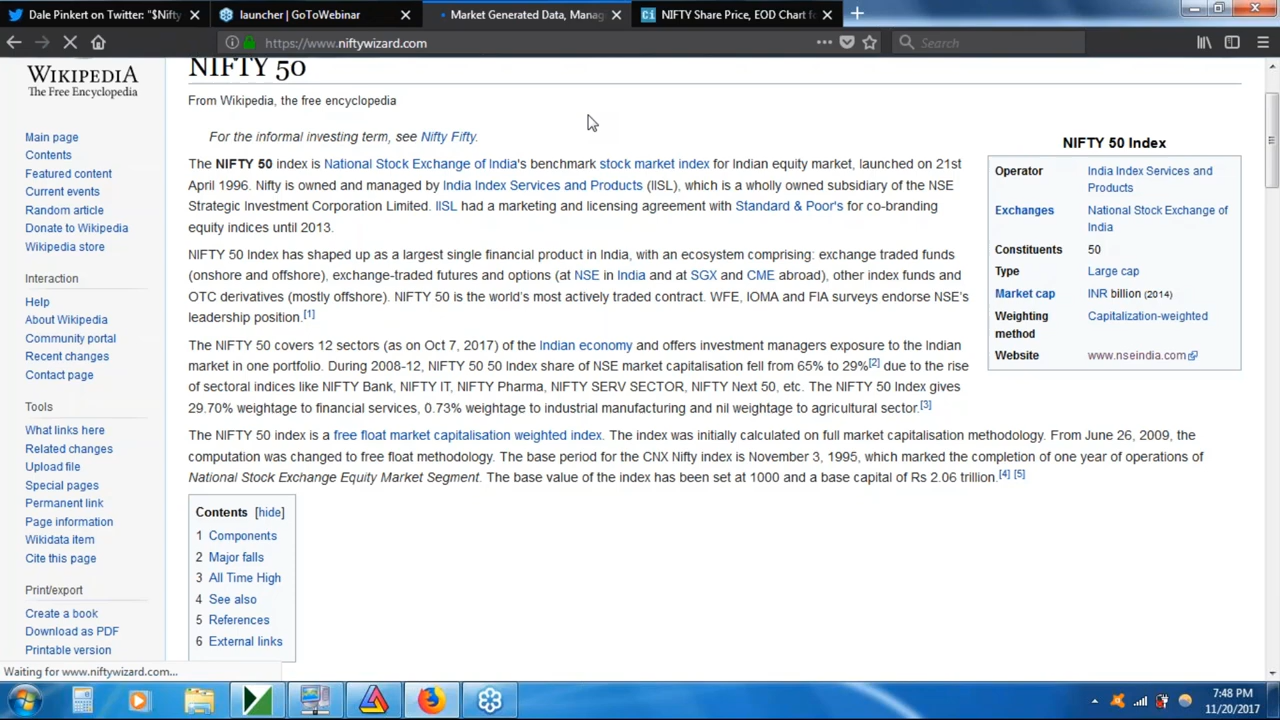 Dale Pinkert on Twitter: "$Nifty
launcher | GoToWebinar
Market Generated Data, Manag
NIFTY Share Price, EOD Chart f
https://www.niftywizard.com
Search
WIKIPEDIA
The Free Encyclopedia
Main page
Contents
Featured content
Current events
Random article
Donate to Wikipedia
Wikipedia store
Interaction
Help
About Wikipedia
Community portal
Recent changes
Contact page
Tools
What links here
Related changes
Upload file
Special pages
Permanent link
Page information
Wikidata item
Cite this page
Print/export
Create a book
Download as PDF
Printable version
NIFTY 50
From Wikipedia, the free encyclopedia
For the informal investing term, see Nifty Fifty.
The NIFTY 50 index is National Stock Exchange of India's benchmark stock market index for Indian equity market, launched on 21st
April 1996. Nifty is owned and managed by India Index Services and Products (IISL), which is a wholly owned subsidiary of the NSE
Strategic Investment Corporation Limited. IISL had a marketing and licensing agreement with Standard & Poor's for co-branding
equity indices until 2013.
NIFTY 50 Index has shaped up as a largest single financial product in India, with an ecosystem comprising: exchange traded funds
(onshore and offshore), exchange-traded futures and options (at NSE in India and at SGX and CME abroad), other index funds and
OTC derivatives (mostly offshore). NIFTY 50 is the world's most actively traded contract. WFE, IOMA and FIA surveys endorse NSE's
leadership position.[1]
The NIFTY 50 covers 12 sectors (as on Oct 7, 2017) of the Indian economy and offers investment managers exposure to the Indian
market in one portfolio. During 2008-12, NIFTY 50 50 Index share of NSE market capitalisation fell from 65% to 29%[2] due to the rise
of sectoral indices like NIFTY Bank, NIFTY IT, NIFTY Pharma, NIFTY SERV SECTOR, NIFTY Next 50, etc. The NIFTY 50 Index gives
29.70% weightage to financial services, 0.73% weightage to industrial manufacturing and nil weightage to agricultural sector.[3]
The NIFTY 50 index is a free float market capitalisation weighted index. The index was initially calculated on full market capitalisation methodology. From June 26, 2009, the
computation was changed to free float methodology. The base period for the CNX Nifty index is November 3, 1995, which marked the completion of one year of operations of
National Stock Exchange Equity Market Segment. The base value of the index has been set at 1000 and a base capital of Rs 2.06 trillion.[4] [5]
NIFTY 50 Index
Operator India Index Services and
Products
Exchanges National Stock Exchange of
India
Constituents 50
Type Large cap
Market cap INR billion (2014)
Weighting Capitalization-weighted
method
Website www.nseindia.com
Contents [hide]
1 Components
2 Major falls
3 All Time High
4 See also
5 References
6 External links
Waiting for www.niftywizard.com...
7:48 PM
11/20/2017